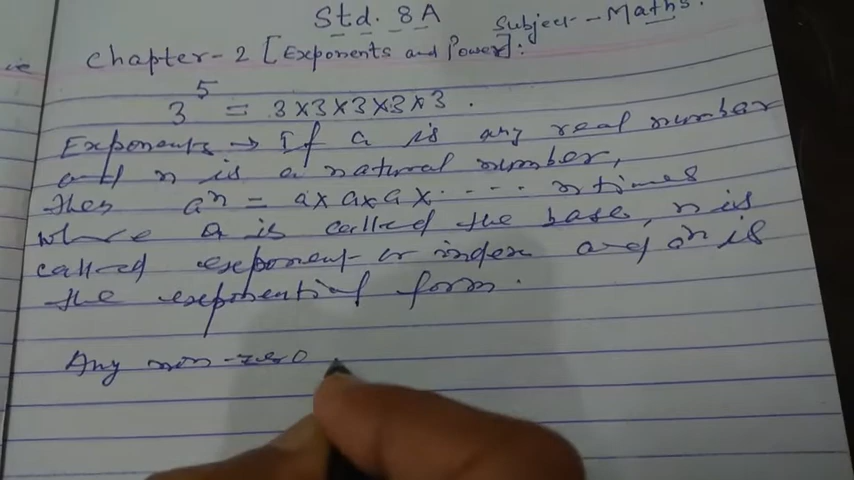 Std. 8A
Subject - Maths.
Chapter - 2 [Exponents and Power]:
3⁵ = 3×3×3×3×3.
Exponents → If a is any real number
and n is a natural number,
then aⁿ = a× a×a×.... n times
where a is called the base, n is
called exponent or index and aⁿ is
the exponential form.
Any non-zero